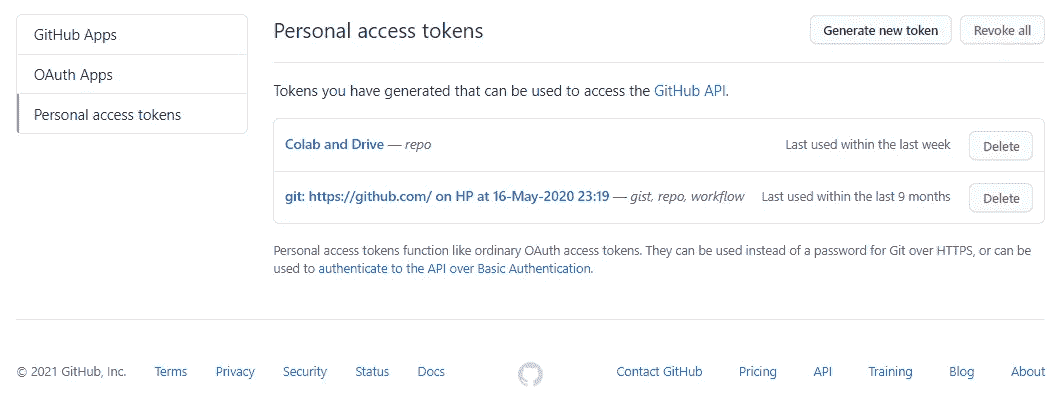 GitHub Apps
OAuth Apps
Personal access tokens
Personal access tokens
Generate new token
Revoke all
Tokens you have generated that can be used to access the GitHub API.
Colab and Drive — repo
Last used within the last week
Delete
git: https://github.com/ on HP at 16-May-2020 23:19 — gist, repo, workflow
Last used within the last 9 months
Delete
Personal access tokens function like ordinary OAuth access tokens. They can be used instead of a password for Git over HTTPS, or can be
used to authenticate to the API over Basic Authentication.
© 2021 GitHub, Inc. Terms Privacy Security Status Docs Contact GitHub Pricing API Training Blog About